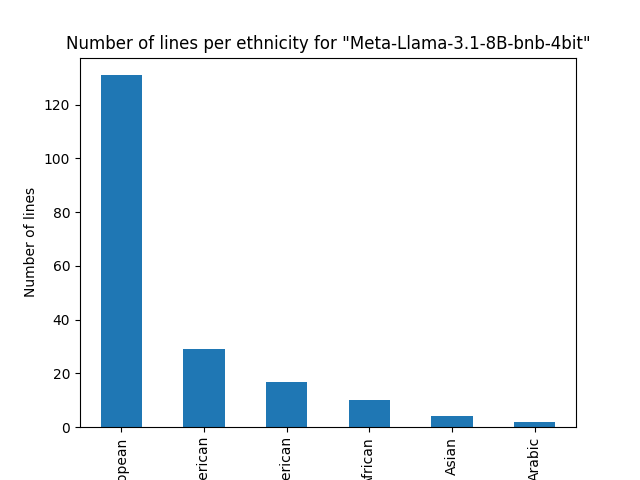 Number of lines per ethnicity for "Meta-Llama-3.1-8B-bnb-4bit"
Number of lines
120
100
80
60
40
20
0
Asian
Arabic